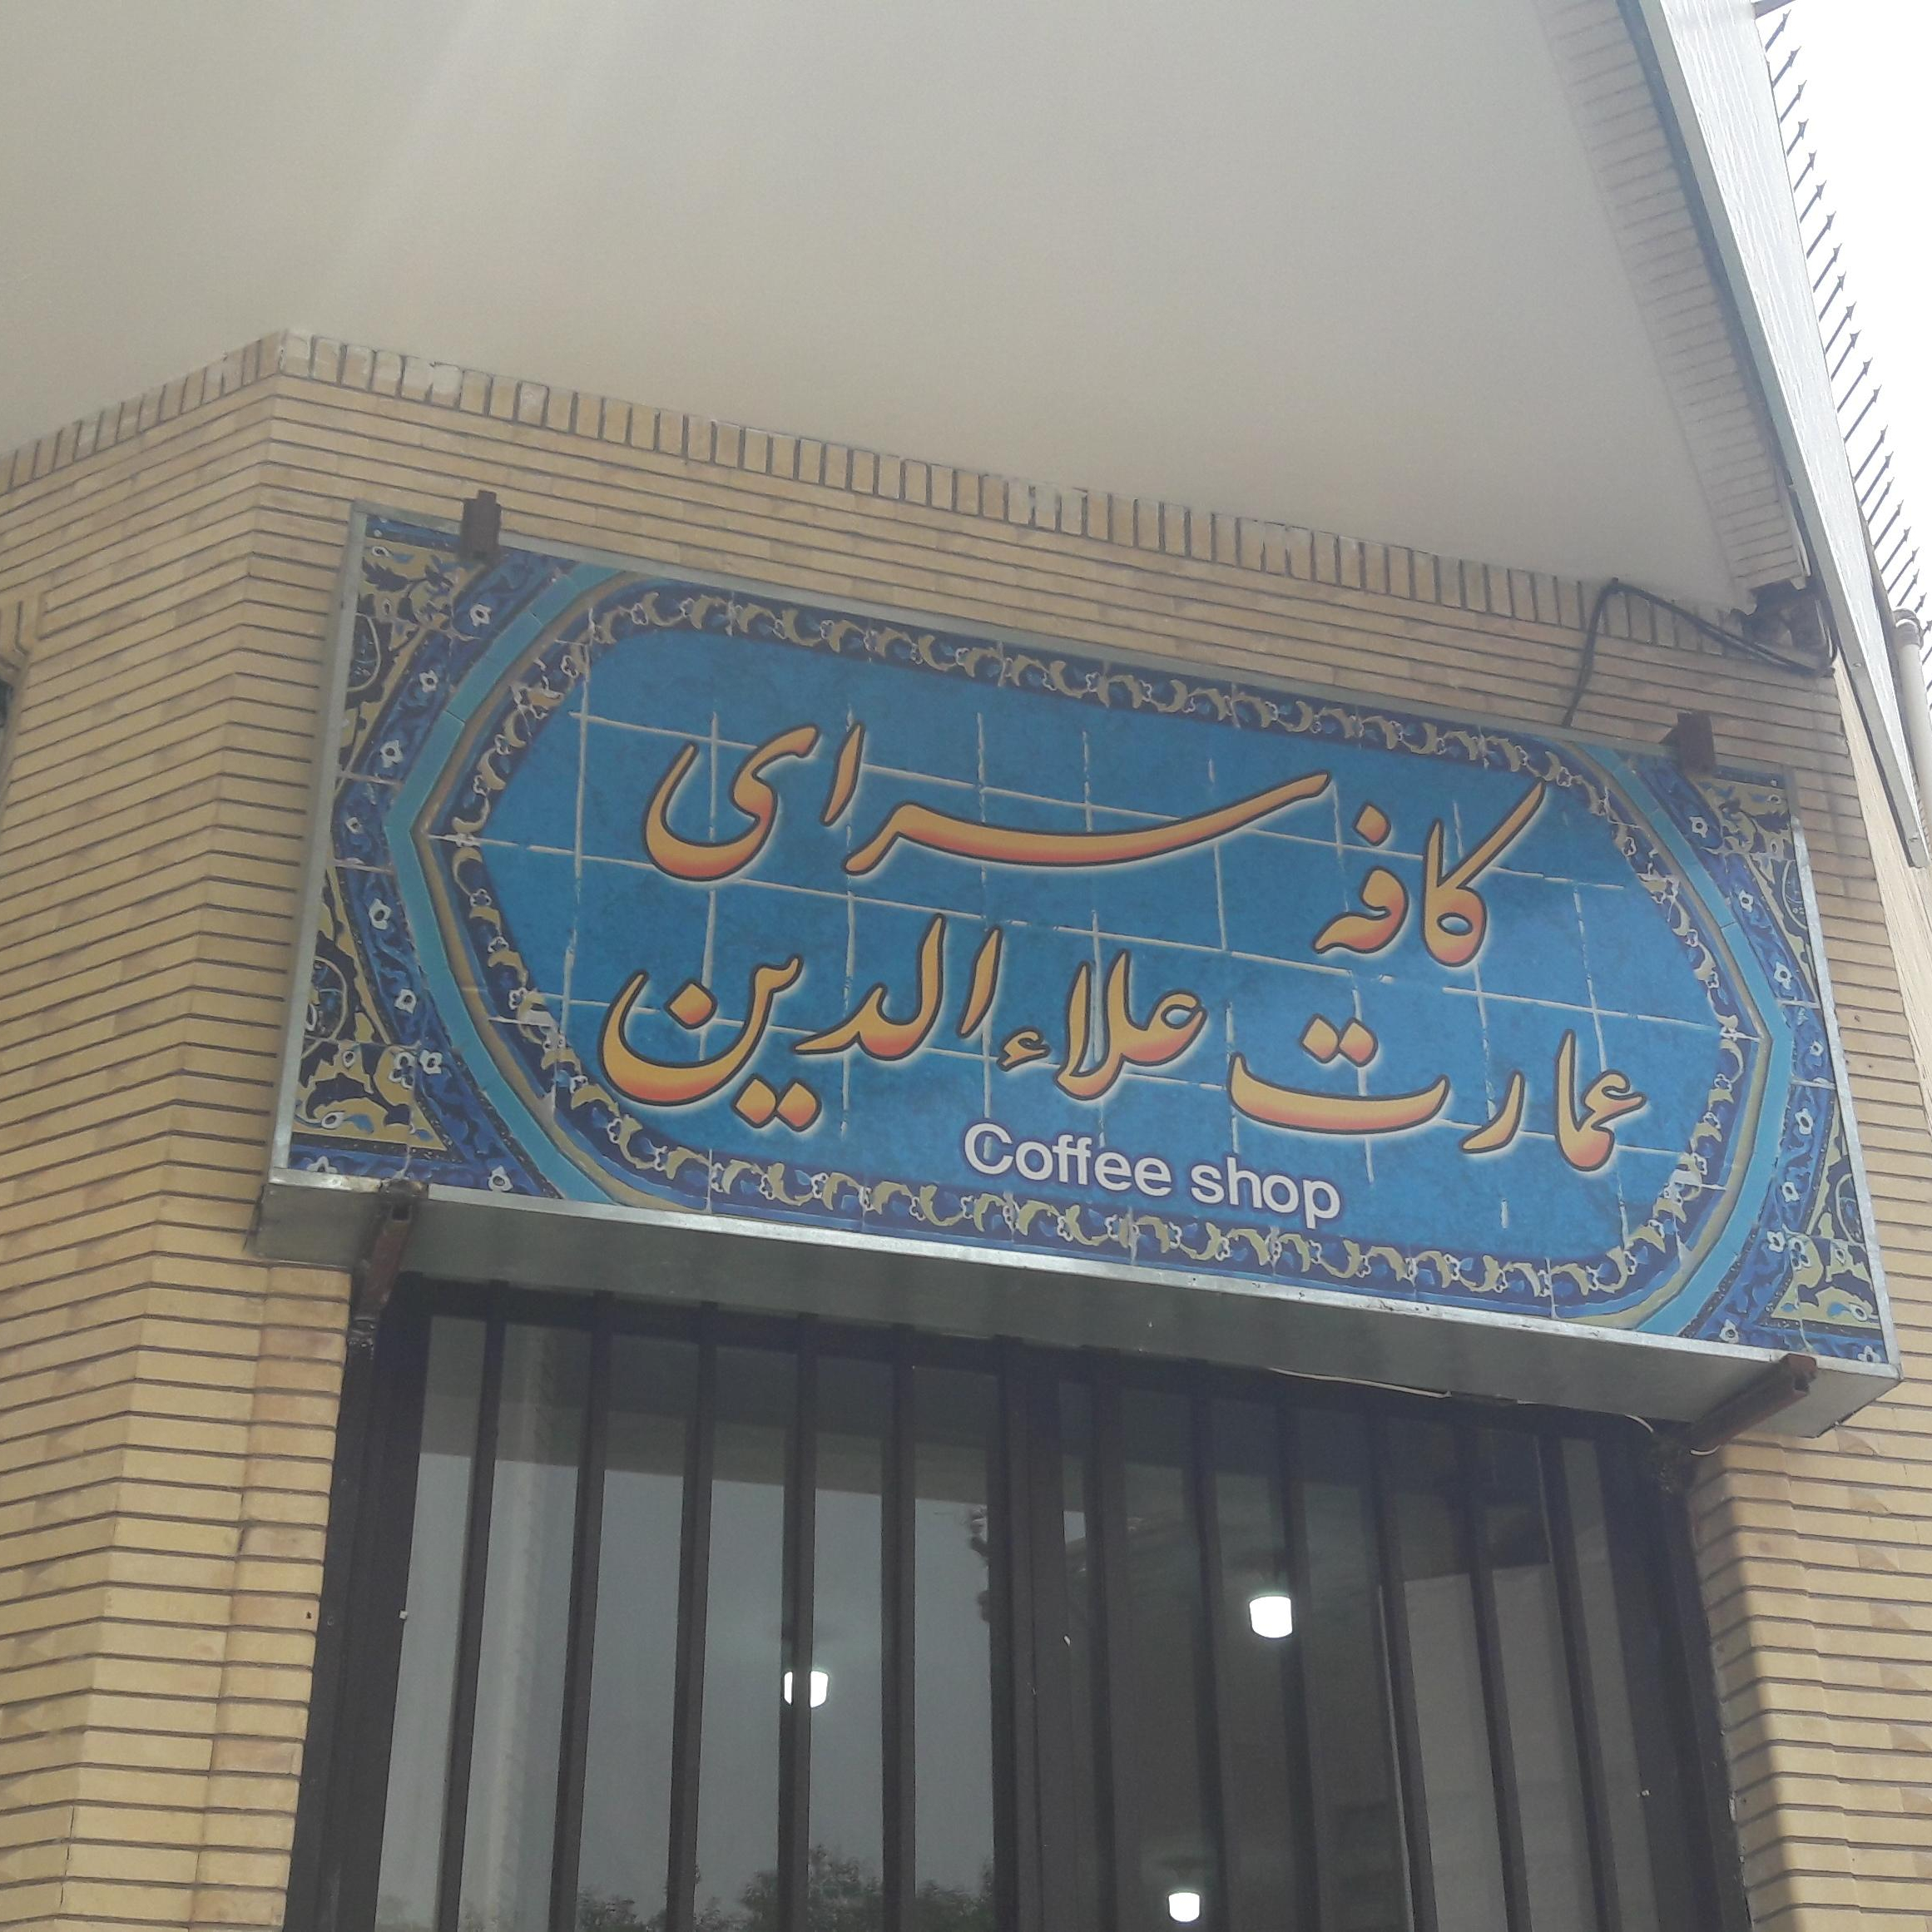 کافه سرای
عمارت علاء الدین
Coffee shop